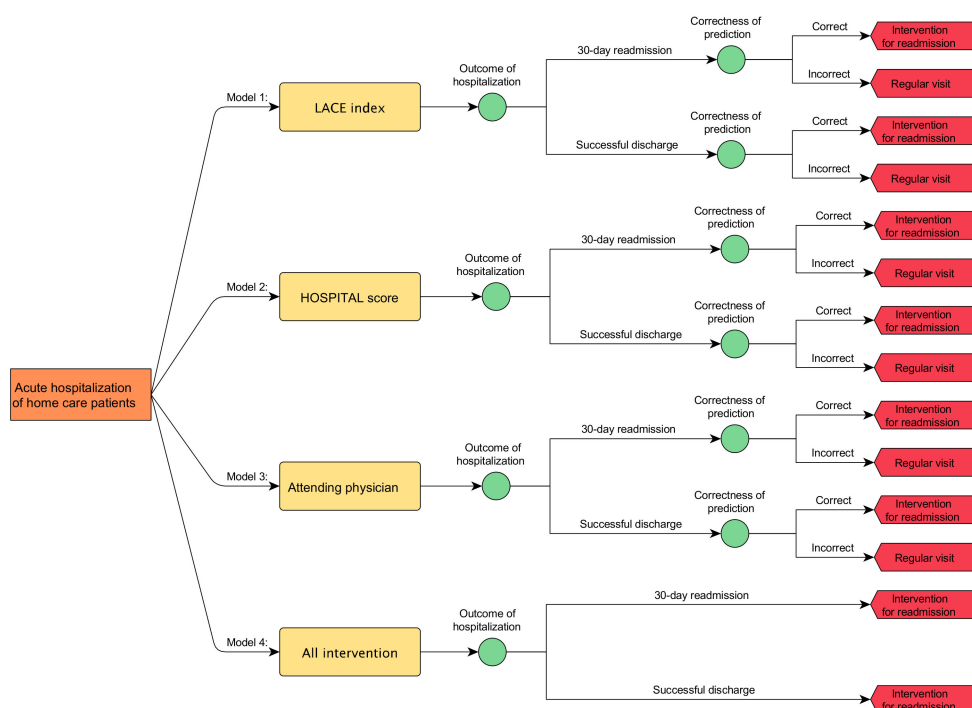 Correctness of
prediction
Correct
Intervention
for readmission
30-day readmission
Outcome of
hospitalization
Incorrect
Regular visit
Model 1:
LACE index
Correctness of
prediction
Correct
Intervention
for readmission
Successful discharge
Incorrect
Regular visit
Correctness of
prediction
Correct
Intervention
for readmission
30-day readmission
Outcome of
hospitalization
Incorrect
Regular visit
Model 2:
HOSPITAL score
Correctness of
prediction
Correct
Intervention
for readmission
Successful discharge
Incorrect
Regular visit
Acute hospitalization
of home care patients
Correctness of
prediction
Correct
Intervention
for readmission
30-day readmission
Outcome of
hospitalization
Incorrect
Regular visit
Model 3:
Attending physician
Correctness of
prediction
Correct
Intervention
for readmission
Successful discharge
Incorrect
Regular visit
30-day readmission
Intervention
for readmission
Outcome of
hospitalization
Model 4:
All intervention
Successful discharge
Intervention
for readmission